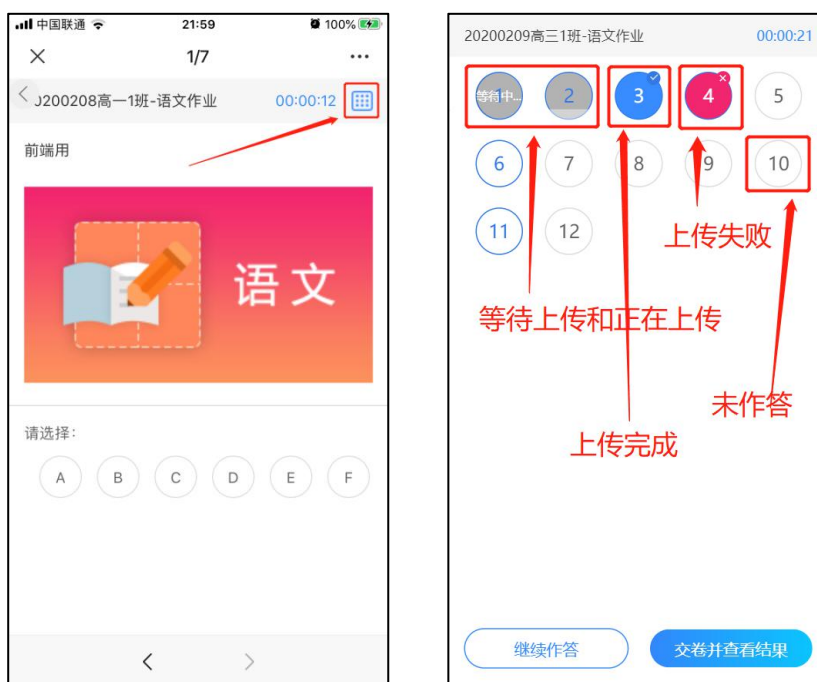 中国联通 21:59 100%
1/7
0200208高一1班-语文作业 00:00:12
前端用
语文
请选择:
A B C D E F
20200209高三1班-语文作业 00:00:21
等待中... 1 2 3 4 5
6 7 8 9 10
11 12
上传失败
等待上传和正在上传
未作答
上传完成
继续作答 交卷并查看结果